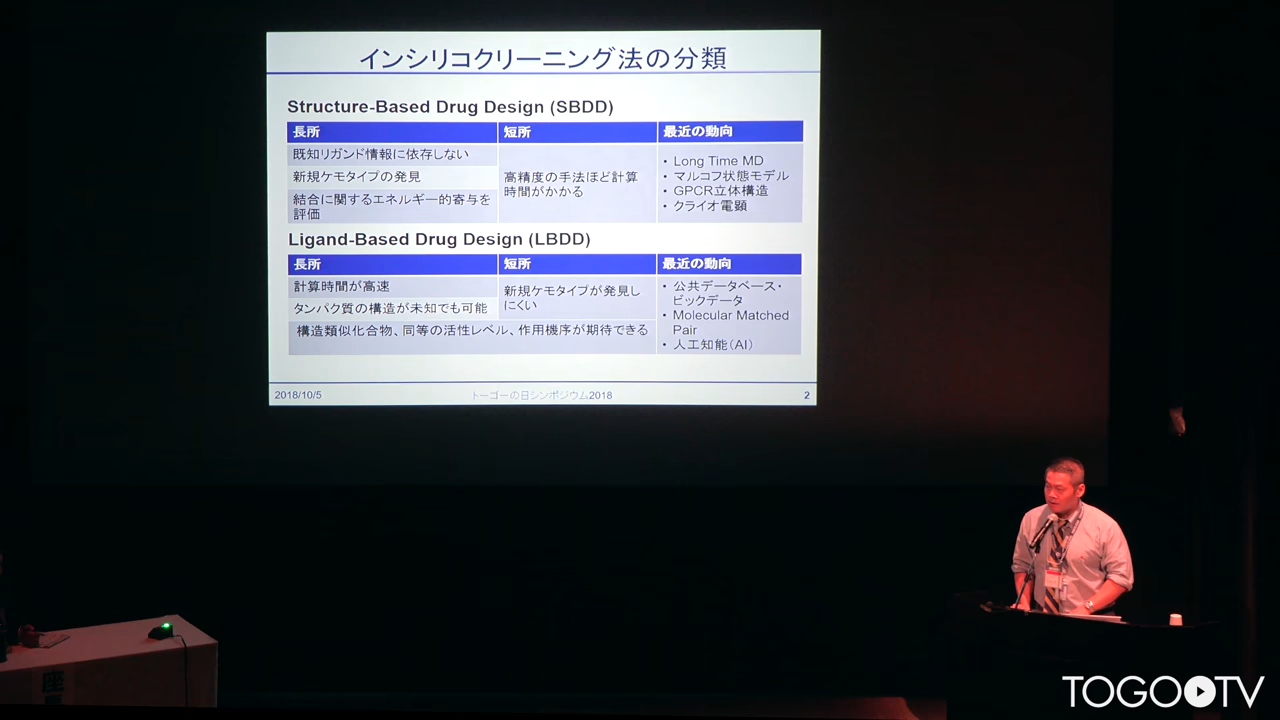 インシリコクリーニング法の分類
Structure-Based Drug Design (SBDD)
長所
短所
最近の動向
既知リガンド情報に依存しない
新規ケモタイプの発見
結合に関するエネルギー的寄与を
評価
高精度の手法ほど計算
時間がかかる
• Long Time MD
• マルコフ状態モデル
• GPCR立体構造
• クライオ電顕
Ligand-Based Drug Design (LBDD)
長所
短所
最近の動向
計算時間が高速
タンパク質の構造が未知でも可能
新規ケモタイプが発見し
にくい
構造類似化合物、同等の活性レベル、作用機序が期待できる
• 公共データベース・
ビックデータ
• Molecular Matched
Pair
• 人工知能(AI)
2018/10/5
トーゴーの日シンポジウム2018
2
座
TOGO TV